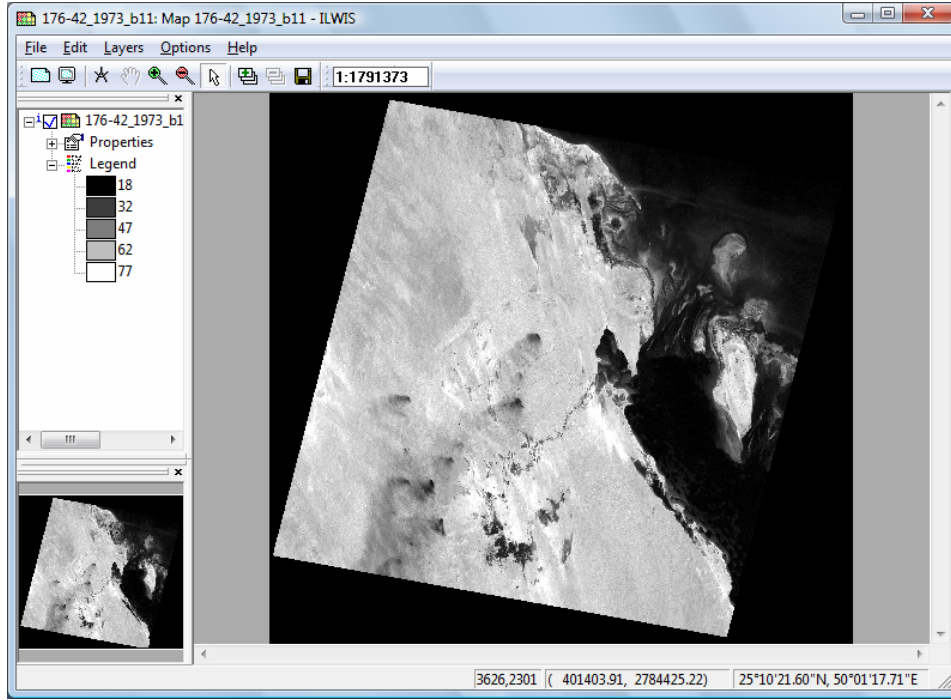 176-42_1973_b11: Map 176-42_1973_b11 - ILWIS
File Edit Layers Options Help
1:1791373
176-42_1973_b1
Properties
Legend
18
32
47
62
77
3626,2301 ( 401403.91, 2784425.22) 25°10'21.60"N, 50°01'17.71"E